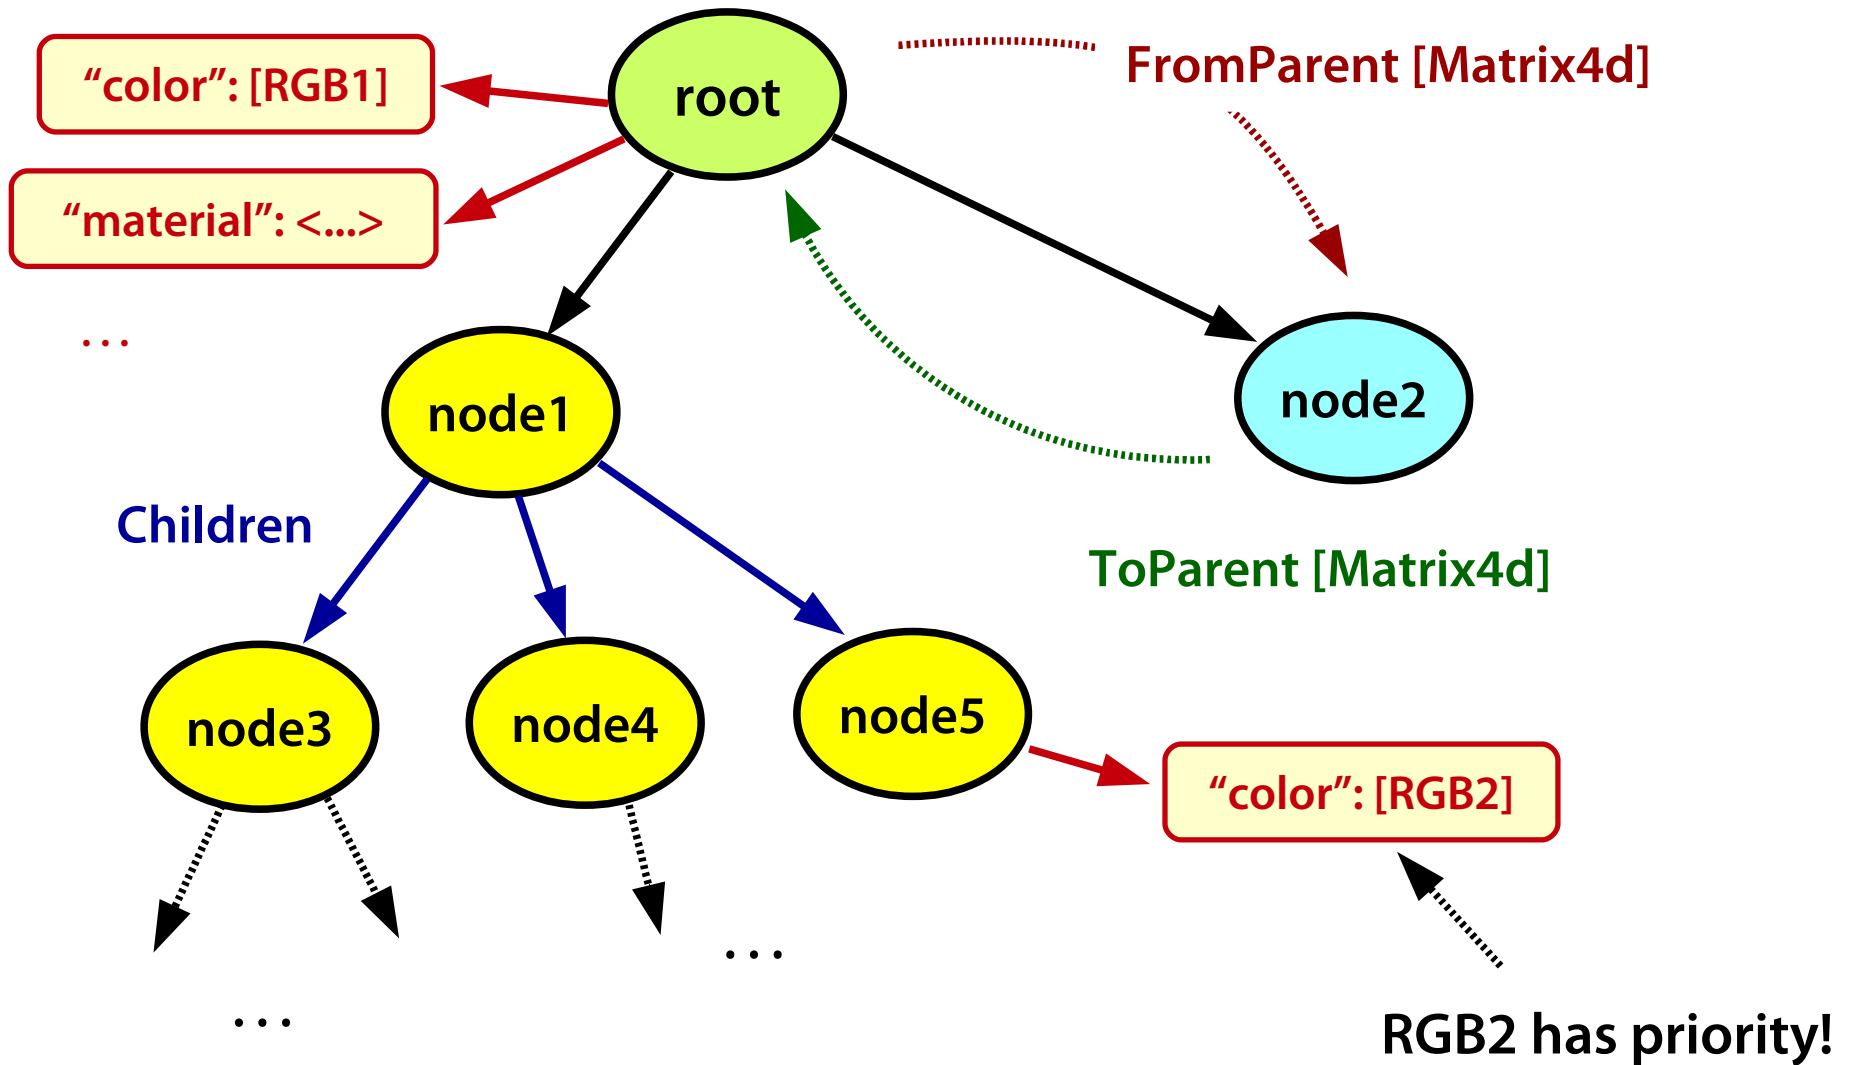 “color”: [RGB1]
root
FromParent [Matrix4d]
“material”: <...>
...
node1
node2
Children
ToParent [Matrix4d]
node3
node4
node5
“color”: [RGB2]
...
...
RGB2 has priority!